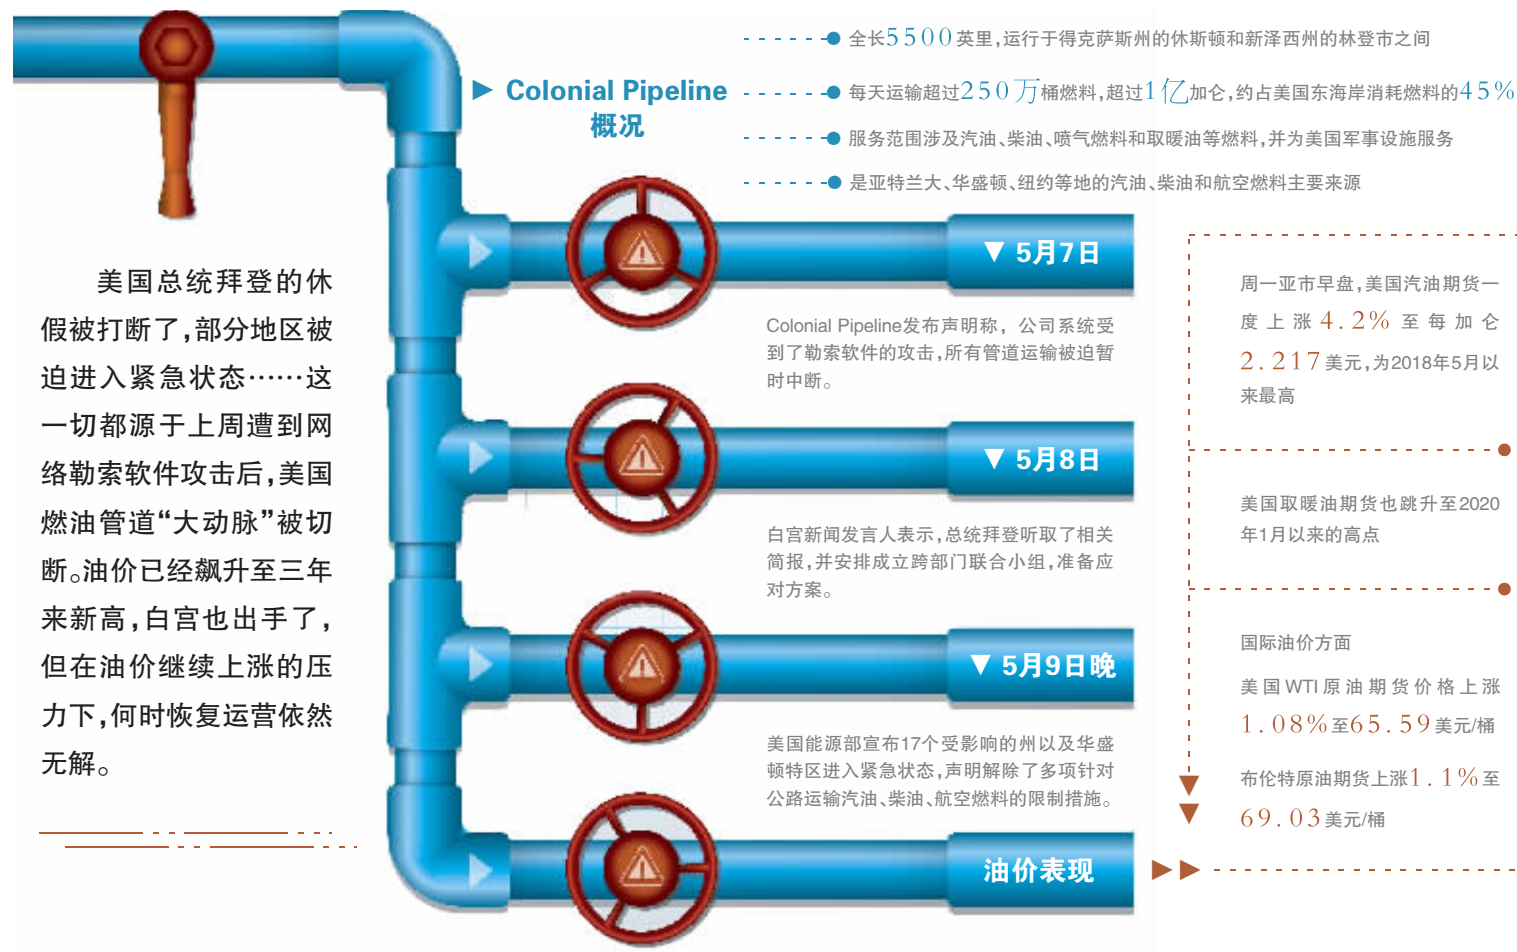 Colonial Pipeline
概况
全长5500英里,运行于得克萨斯州的休斯顿和新泽西州的林登市之间
每天运输超过250万桶燃料,超过1亿加仑,约占美国东海岸消耗燃料的45%
服务范围涉及汽油、柴油、喷气燃料和取暖油等燃料,并为美国军事设施服务
是亚特兰大、华盛顿、纽约等地的汽油、柴油和航空燃料主要来源
美国总统拜登的休
假被打断了,部分地区被
迫进入紧急状态……这
一切都源于上周遭到网
络勒索软件攻击后,美国
燃油管道“大动脉”被切
断。油价已经飙升至三年
来新高,白宫也出手了,
但在油价继续上涨的压
力下,何时恢复运营依然
无解。
▼ 5月7日
Colonial Pipeline发布声明称，公司系统受
到了勒索软件的攻击,所有管道运输被迫暂
时中断。
▼ 5月8日
白宫新闻发言人表示,总统拜登听取了相关
简报,并安排成立跨部门联合小组,准备应
对方案。
▼ 5月9日晚
美国能源部宣布17个受影响的州以及华盛
顿特区进入紧急状态,声明解除了多项针对
公路运输汽油、柴油、航空燃料的限制措施。
油价表现
周一亚市早盘,美国汽油期货一
度上涨4.2%至每加仑
2.217美元,为2018年5月以
来最高
美国取暖油期货也跳升至2020
年1月以来的高点
国际油价方面
美国WTI原油期货价格上涨
1.08%至65.59美元/桶
布伦特原油期货上涨1.1%至
69.03美元/桶